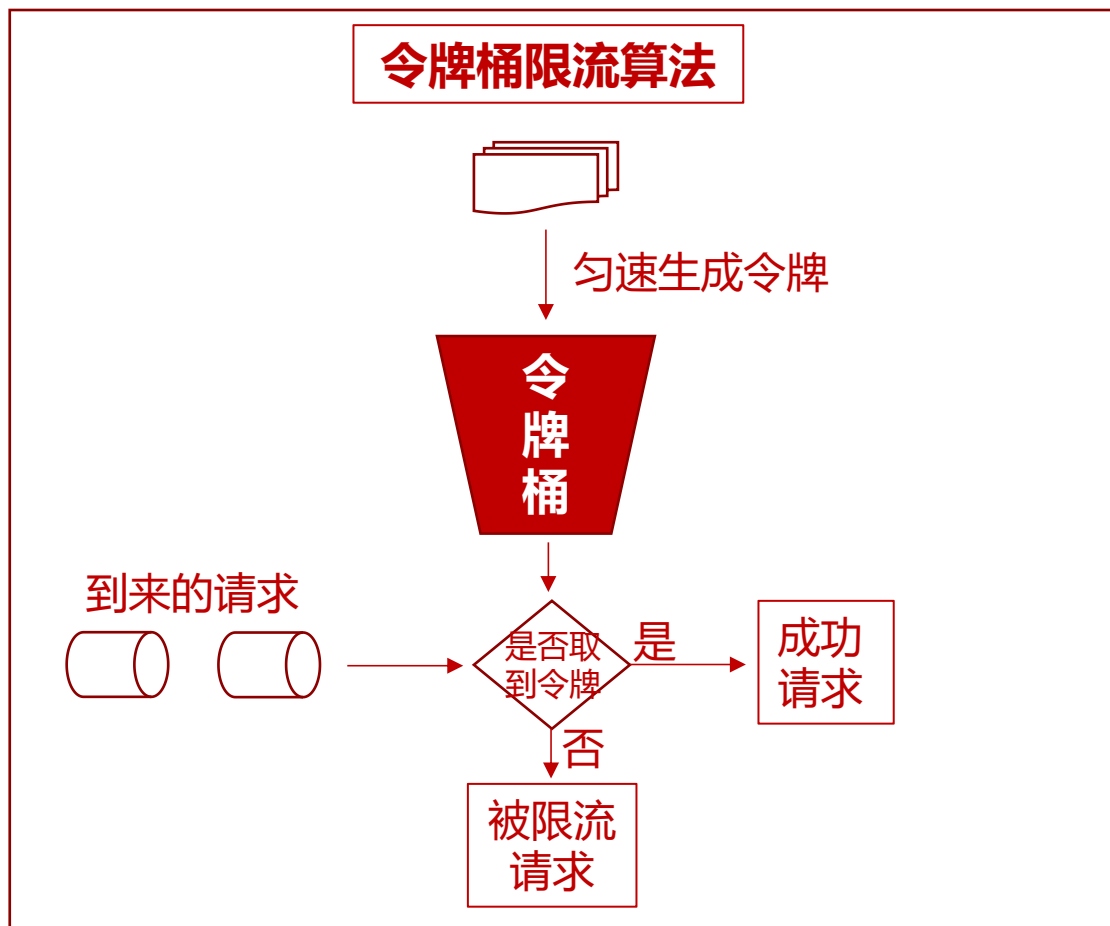 令牌桶限流算法
匀速生成令牌
令
牌
桶
到来的请求
是否取
到令牌
是
成功
请求
否
被限流
请求